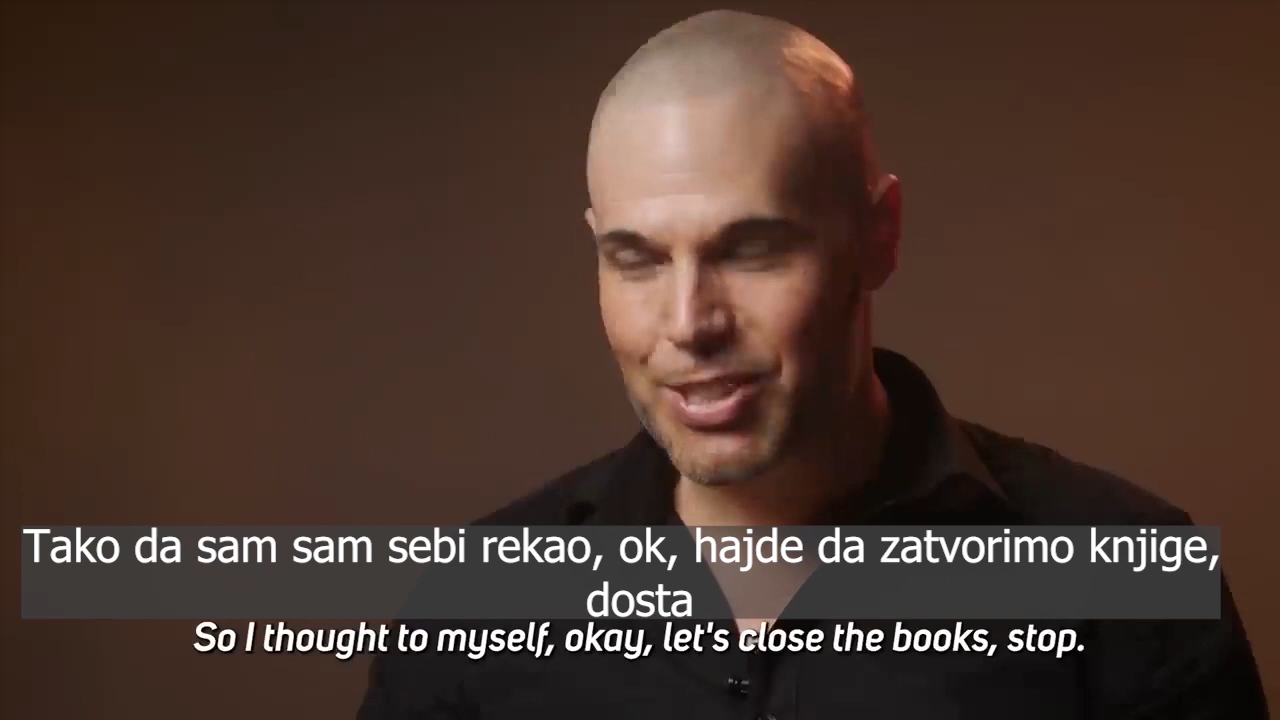 Tako da sam sam sebi rekao, ok, hajde da zatvorimo knjige,
dosta
So I thought to myself, okay, let's close the books, stop.